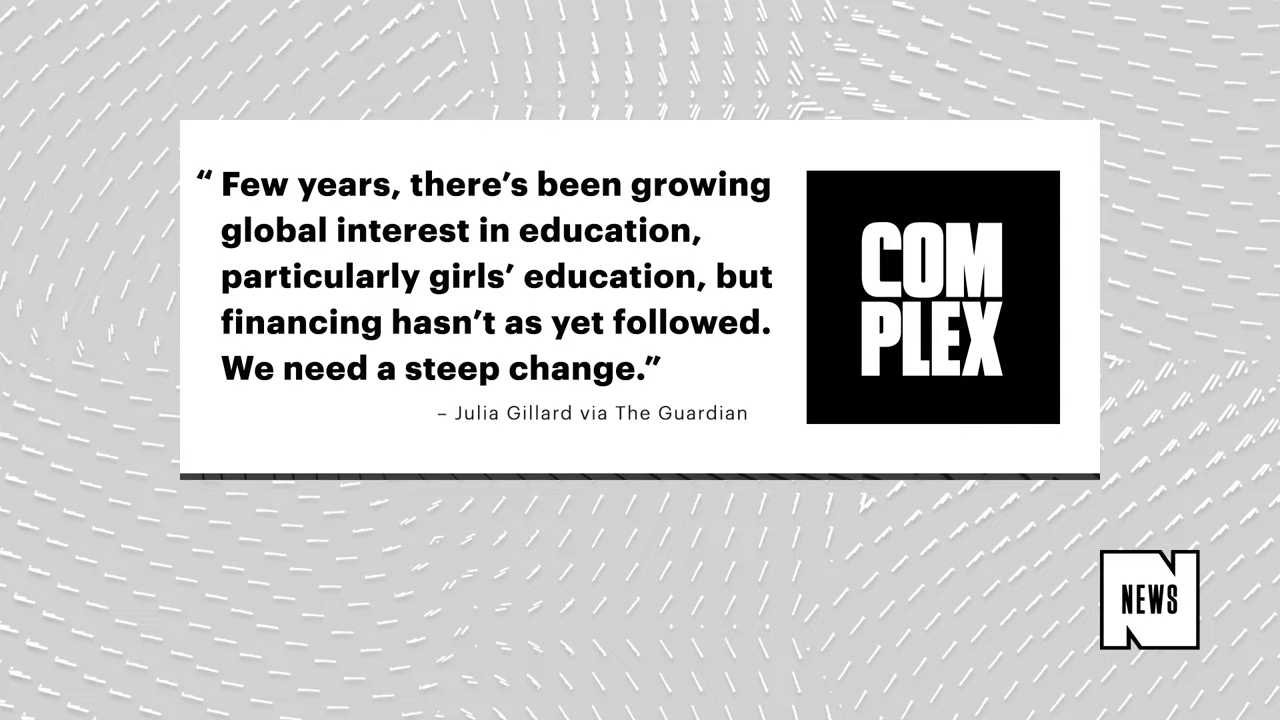 “ Few years, there’s been growing
global interest in education,
particularly girls’ education, but
financing hasn’t as yet followed.
We need a steep change.”
– Julia Gillard via The Guardian
COM
PLEX
NEWS